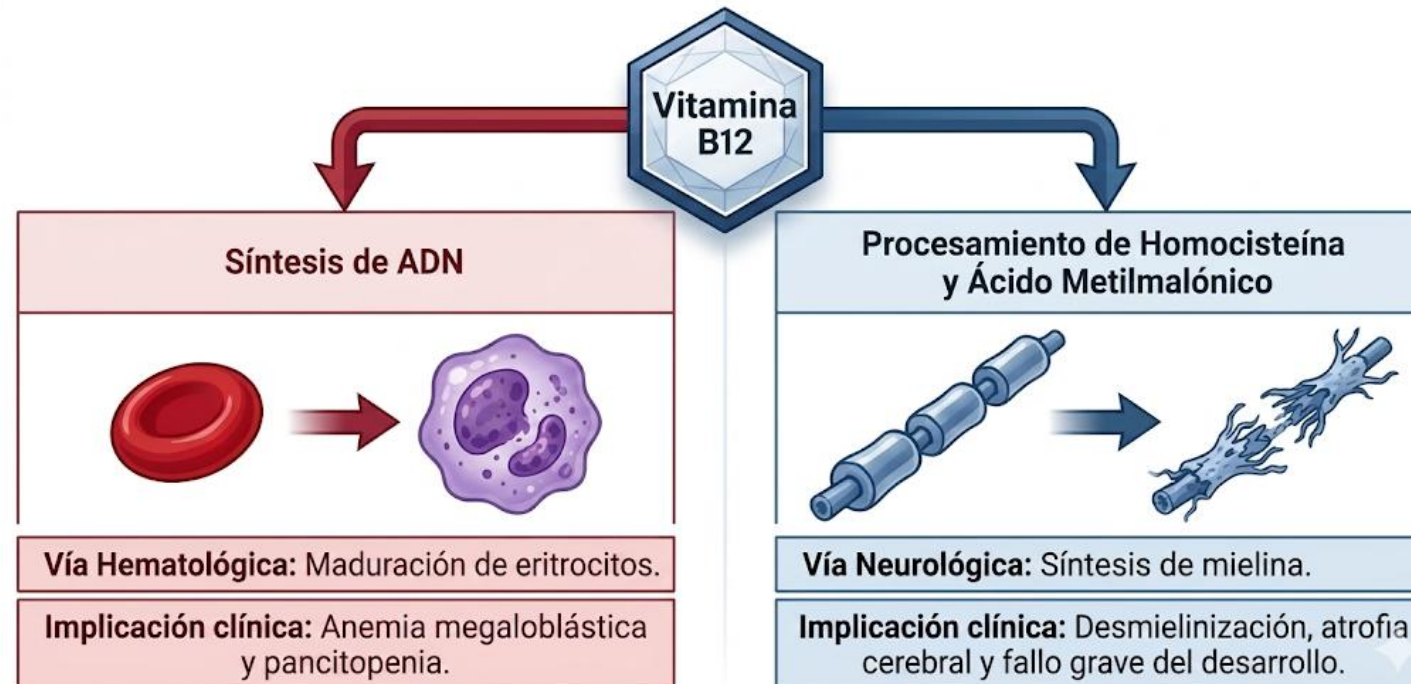 Vitamina
B12
Síntesis de ADN
Vía Hematológica: Maduración de eritrocitos.
Implicación clínica: Anemia megaloblástica
y pancitopenia.
Procesamiento de Homocisteína
y Ácido Metilmalónico
Vía Neurológica: Síntesis de mielina.
Implicación clínica: Desmielinización, atrofia
cerebral y fallo grave del desarrollo.